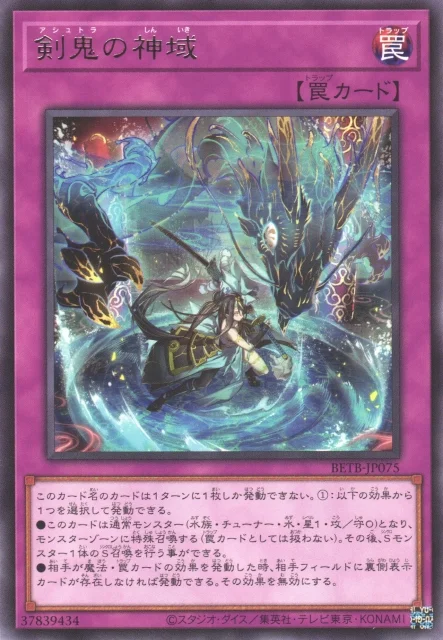 アシュトラ しんいき
剣鬼の神域
トラップ
罠
【罠カード】
BETB-JP075
このカード名のカードは1ターンに1枚しか発動できない。①:以下の効果から
1つを選択して発動できる。
●このカードは通常モンスター(水族・チューナー・水・星1・攻/守0)となり、
モンスターゾーンに特殊召喚する(罠カードとしては扱わない)。その後、Sモン
スター1体のS召喚を行う事ができる。
●相手が魔法・罠カードの効果を発動した時、相手フィールドに裏側表示
カードが存在しなければ発動できる。その効果を無効にする。
37839434
©スタジオ・ダイス/集英社・テレビ東京・KONAMI